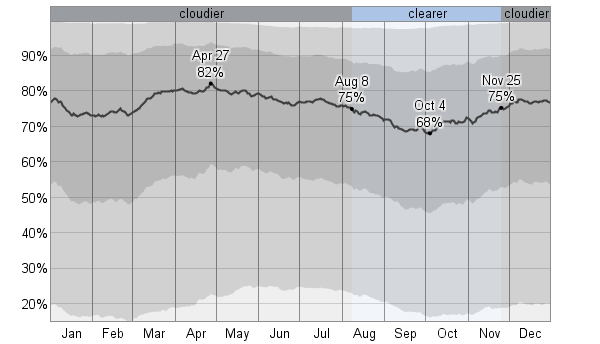 cloudier clearer cloudier
90%
80%
70%
60%
50%
40%
30%
20%
Apr 27
82%
Aug 8
75%
Oct 4
68%
Nov 25
75%
Jan Feb Mar Apr May Jun Jul Aug Sep Oct Nov Dec